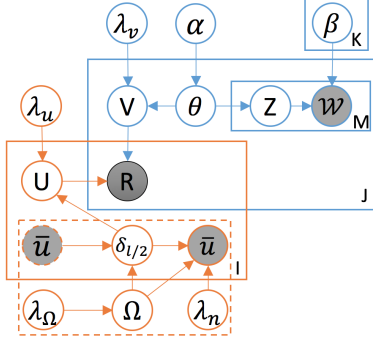 λ_v α β
K
λ_u V θ Z 𝒲
M
U R
J
ū δ_{l/2} ū
I
λ_Ω Ω λ_n